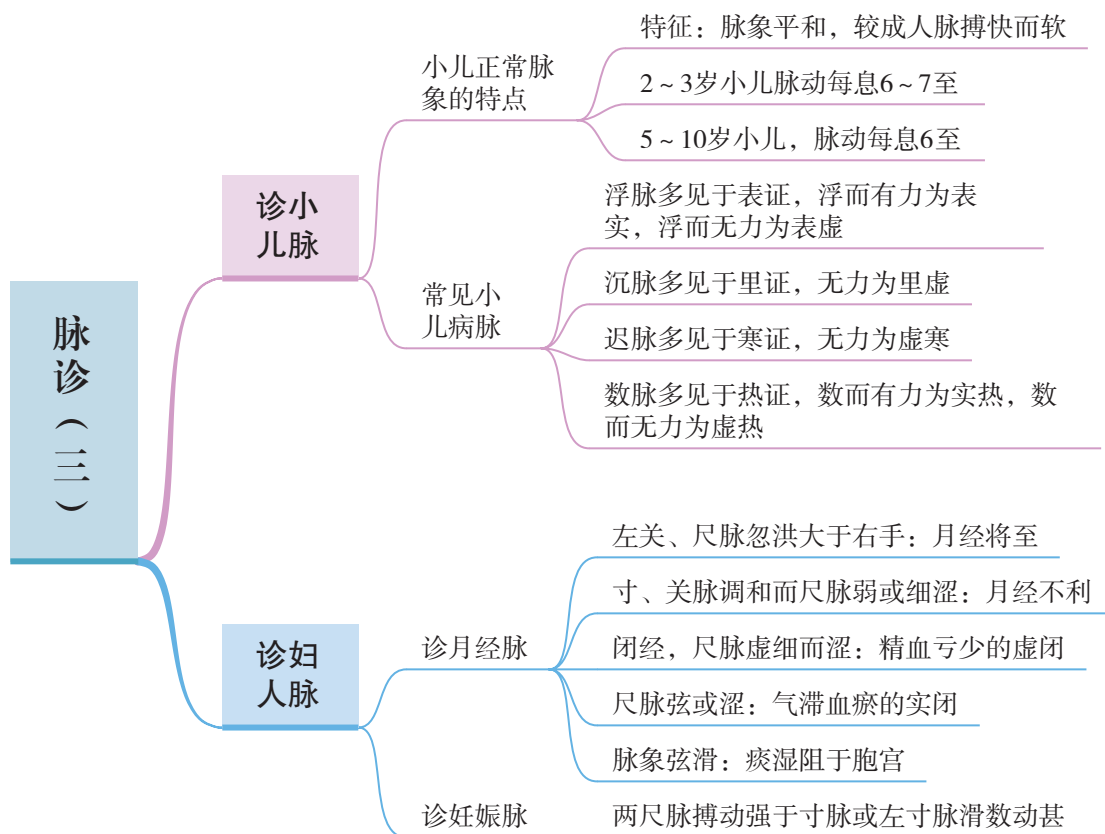 脉诊（三）
诊小
儿脉
小儿正常脉
象的特点
特征：脉象平和，较成人脉搏快而软
2～3岁小儿脉动每息6～7至
5～10岁小儿，脉动每息6至
常见小
儿病脉
浮脉多见于表证，浮而有力为表
实，浮而无力为表虚
沉脉多见于里证，无力为里虚
迟脉多见于寒证，无力为虚寒
数脉多见于热证，数而有力为实热，数
而无力为虚热
诊妇
人脉
诊月经脉
左关、尺脉忽洪大于右手：月经将至
寸、关脉调和而尺脉弱或细涩：月经不利
闭经，尺脉虚细而涩：精血亏少的虚闭
尺脉弦或涩：气滞血瘀的实闭
脉象弦滑：痰湿阻于胞宫
诊妊娠脉
两尺脉搏动强于寸脉或左寸脉滑数动甚